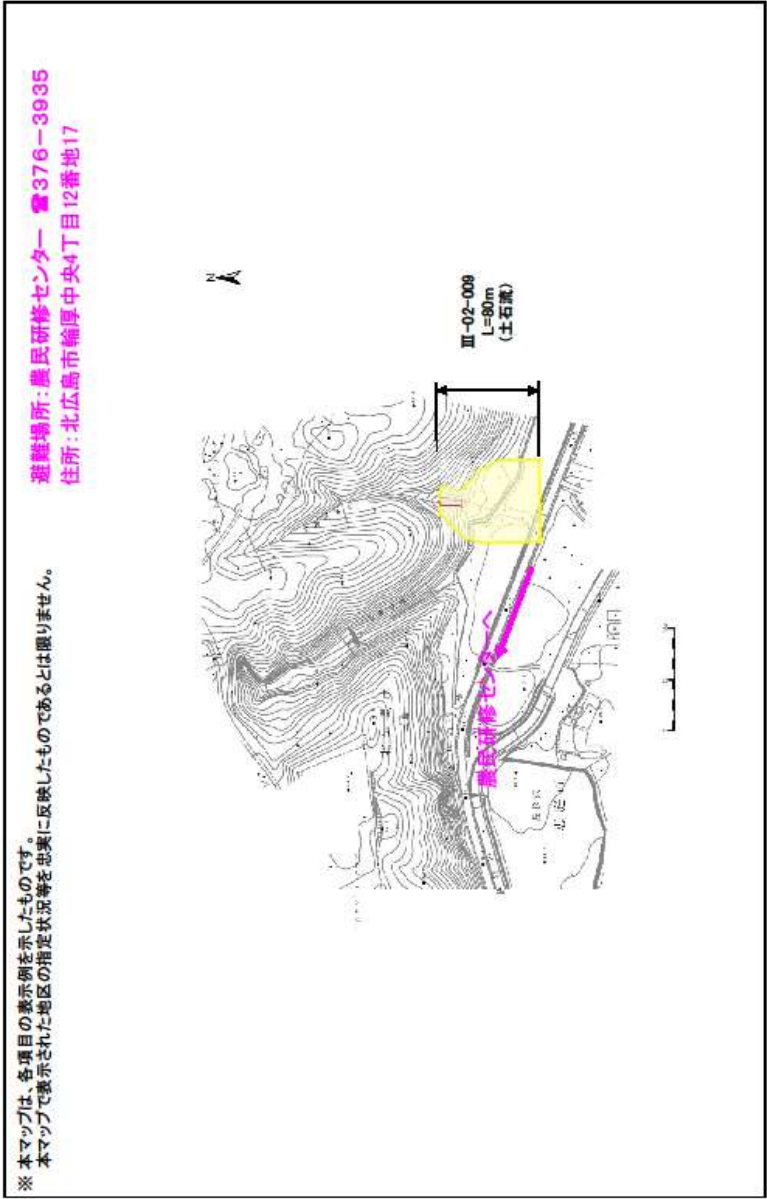 ※ 本マップは、各項目の表示例を示したものです。
本マップで表示された地区の指定状況等を忠実に反映したものであるとは限りません。
避難場所：農民研修センター ☎376－3935
住所：北広島市輪厚中央4丁目12番地17
N
Ⅲ-02-009
L=80m
(土石流)
農民研修センターへ